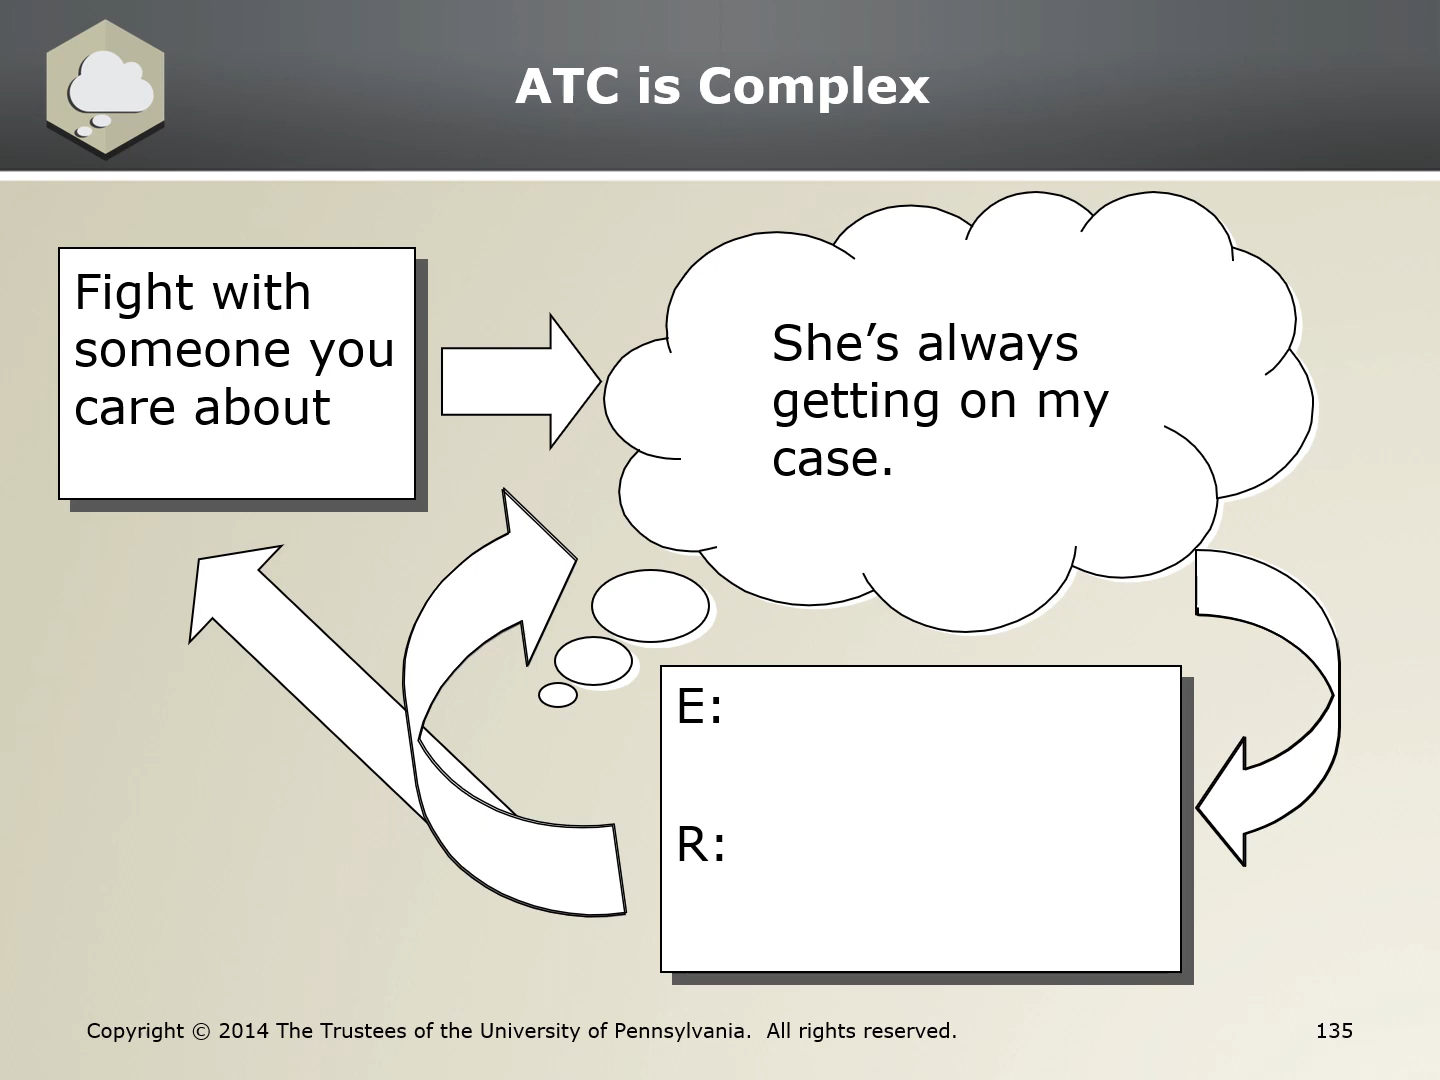 ATC is Complex
Fight with
someone you
care about
She’s always
getting on my
case.
E:
R:
Copyright © 2014 The Trustees of the University of Pennsylvania.  All rights reserved.
135